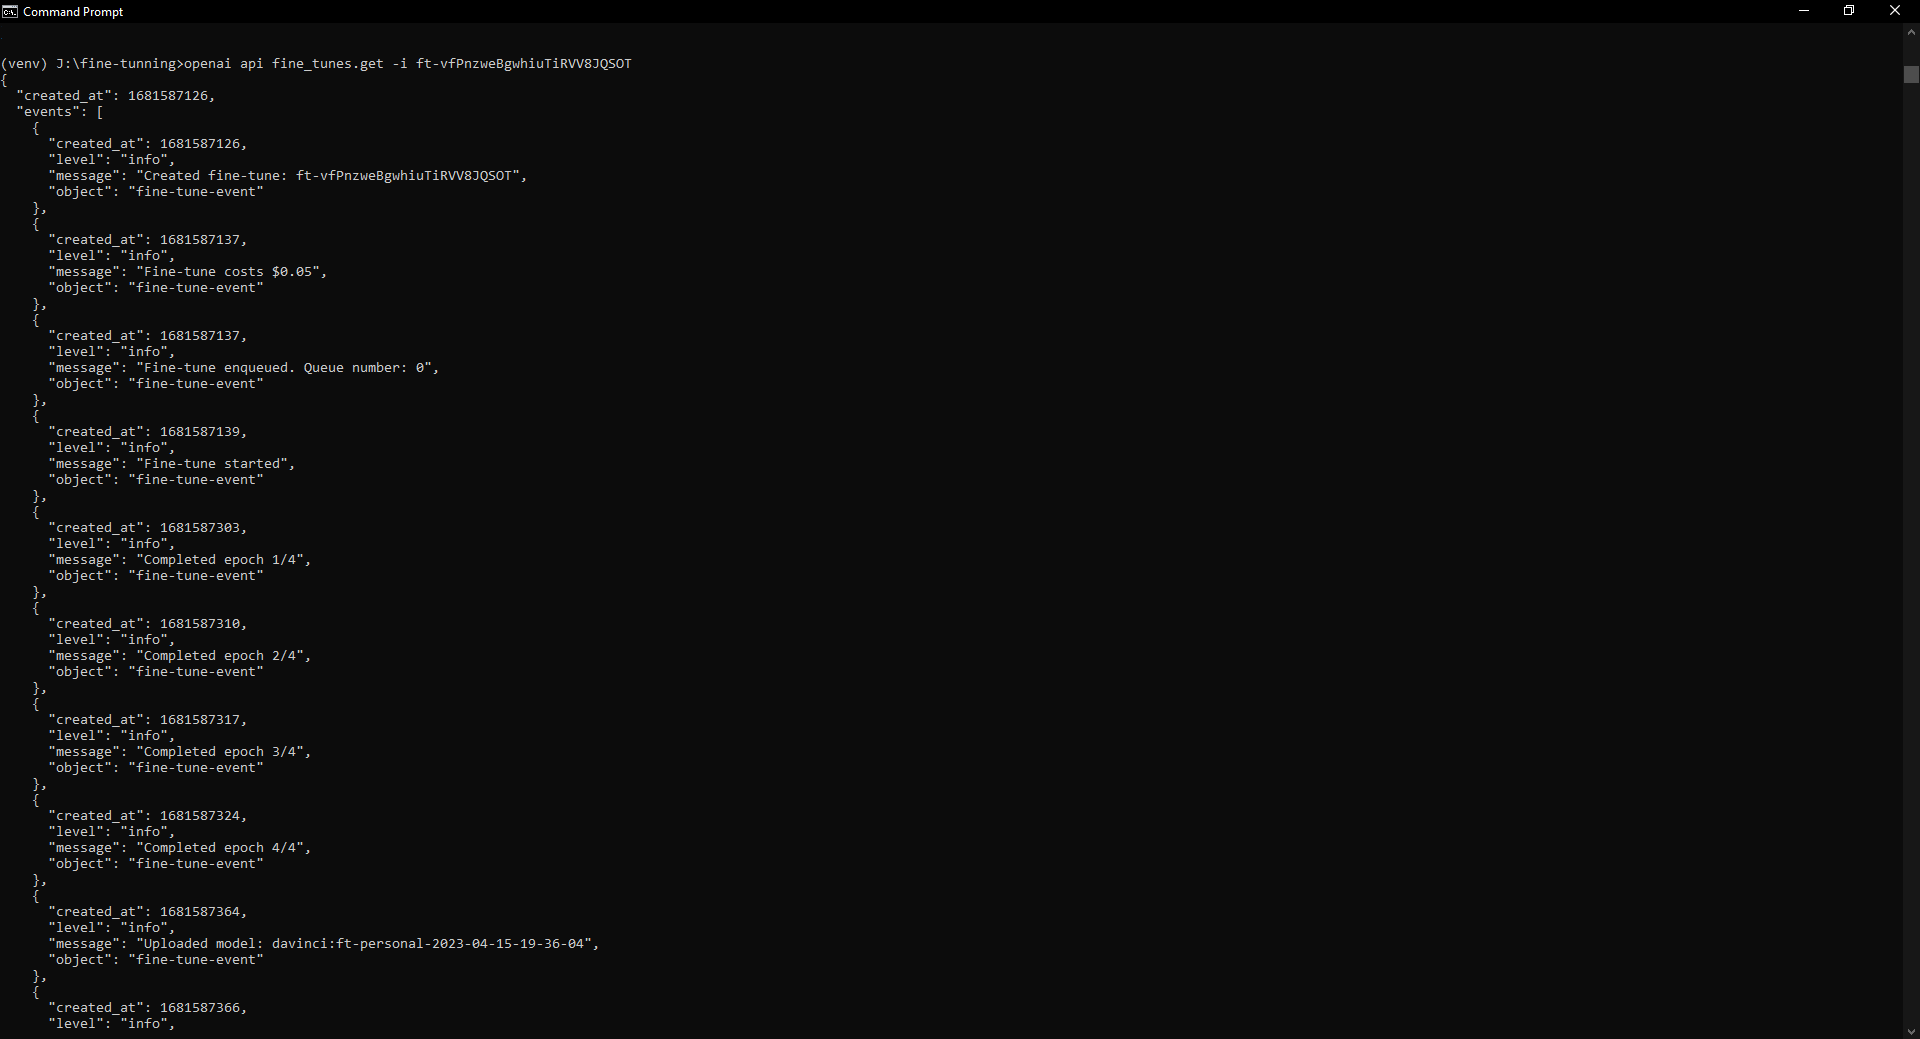 Command Prompt
(venv) J:\fine-tunning>openai api fine_tunes.get -i ft-vfPnzweBgwhiuTiRVV8JQSOT
{
  "created_at": 1681587126,
  "events": [
    {
      "created_at": 1681587126,
      "level": "info",
      "message": "Created fine-tune: ft-vfPnzweBgwhiuTiRVV8JQSOT",
      "object": "fine-tune-event"
    },
    {
      "created_at": 1681587137,
      "level": "info",
      "message": "Fine-tune costs $0.05",
      "object": "fine-tune-event"
    },
    {
      "created_at": 1681587137,
      "level": "info",
      "message": "Fine-tune enqueued. Queue number: 0",
      "object": "fine-tune-event"
    },
    {
      "created_at": 1681587139,
      "level": "info",
      "message": "Fine-tune started",
      "object": "fine-tune-event"
    },
    {
      "created_at": 1681587303,
      "level": "info",
      "message": "Completed epoch 1/4",
      "object": "fine-tune-event"
    },
    {
      "created_at": 1681587310,
      "level": "info",
      "message": "Completed epoch 2/4",
      "object": "fine-tune-event"
    },
    {
      "created_at": 1681587317,
      "level": "info",
      "message": "Completed epoch 3/4",
      "object": "fine-tune-event"
    },
    {
      "created_at": 1681587324,
      "level": "info",
      "message": "Completed epoch 4/4",
      "object": "fine-tune-event"
    },
    {
      "created_at": 1681587364,
      "level": "info",
      "message": "Uploaded model: davinci:ft-personal-2023-04-15-19-36-04",
      "object": "fine-tune-event"
    },
    {
      "created_at": 1681587366,
      "level": "info",